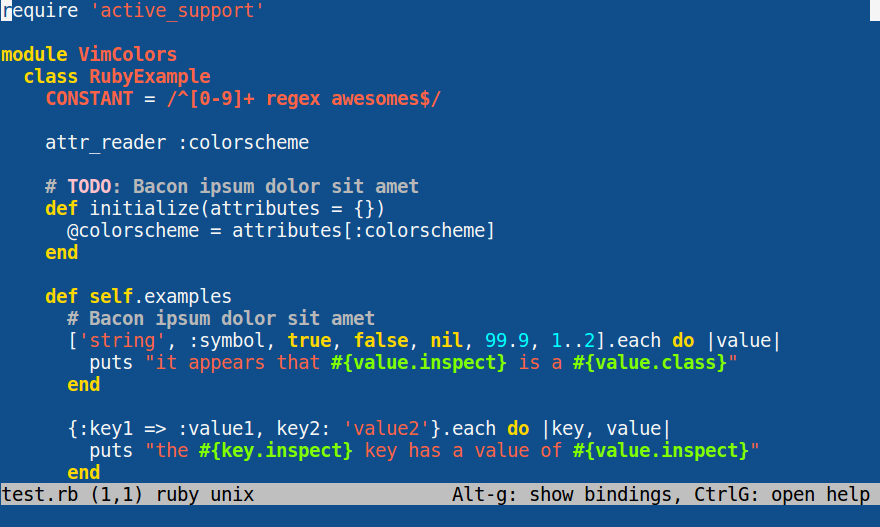 require 'active_support'

module VimColors
  class RubyExample
    CONSTANT = /^[0-9]+ regex awesomes$/

    attr_reader :colorscheme

    # TODO: Bacon ipsum dolor sit amet
    def initialize(attributes = {})
      @colorscheme = attributes[:colorscheme]
    end

    def self.examples
      # Bacon ipsum dolor sit amet
      ['string', :symbol, true, false, nil, 99.9, 1..2].each do |value|
        puts "it appears that #{value.inspect} is a #{value.class}"
      end

      {:key1 => :value1, key2: 'value2'}.each do |key, value|
        puts "the #{key.inspect} key has a value of #{value.inspect}"
      end
test.rb (1,1) ruby unix                  Alt-g: show bindings, CtrlG: open help